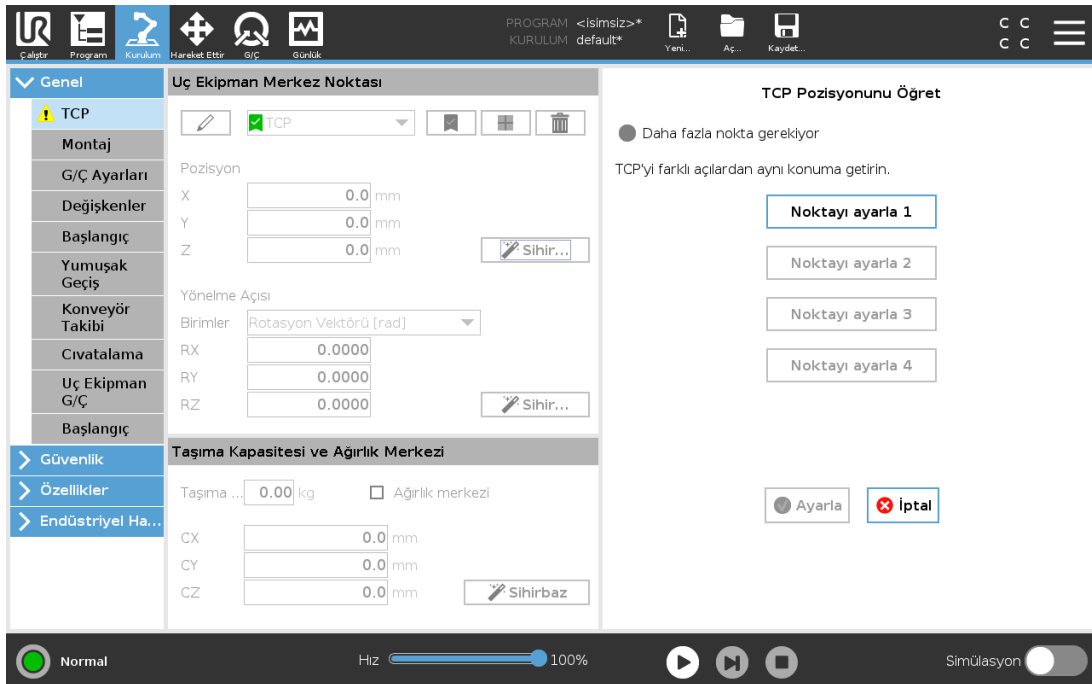 UR
PROGRAM <isimsiz>*
KURULUM default*
Çalıştır Program Kurulum Hareket Ettir G/Ç Günlük
Yeni... Aç... Kaydet...
C C
C C
Genel
TCP
Montaj
G/Ç Ayarları
Değişkenler
Başlangıç
Yumuşak
Geçiş
Konveyör
Takibi
Cıvatalama
Uç Ekipman
G/Ç
Başlangıç
Güvenlik
Özellikler
Endüstriyel Ha...
Uç Ekipman Merkez Noktası
TCP
Pozisyon
X 0.0 mm
Y 0.0 mm
Z 0.0 mm Sihir...
Yönelme Açısı
Birimler Rotasyon Vektörü [rad]
RX 0.0000
RY 0.0000
RZ 0.0000 Sihir...
Taşıma Kapasitesi ve Ağırlık Merkezi
Taşıma ... 0.00 kg Ağırlık merkezi
CX 0.0 mm
CY 0.0 mm
CZ 0.0 mm Sihirbaz
TCP Pozisyonunu Öğret
Daha fazla nokta gerekiyor
TCP'yi farklı açılardan aynı konuma getirin.
Noktayı ayarla 1
Noktayı ayarla 2
Noktayı ayarla 3
Noktayı ayarla 4
Ayarla İptal
Normal Hız 100% Simülasyon